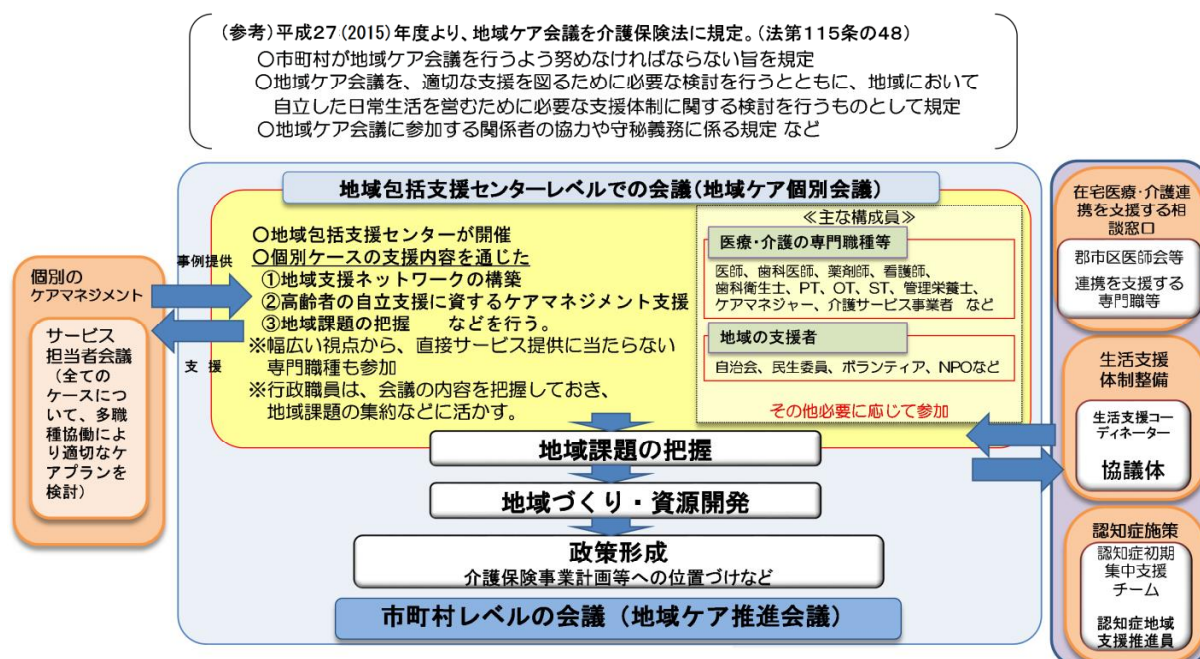 (参考)平成27(2015)年度より、地域ケア会議を介護保険法に規定。(法第115条の48)
○市町村が地域ケア会議を行うよう努めなければならない旨を規定
○地域ケア会議を、適切な支援を図るために必要な検討を行うとともに、地域において
自立した日常生活を営むために必要な支援体制に関する検討を行うものとして規定
○地域ケア会議に参加する関係者の協力や守秘義務に係る規定 など
地域包括支援センターレベルでの会議(地域ケア個別会議)
○地域包括支援センターが開催
○個別ケースの支援内容を通じた
①地域支援ネットワークの構築
②高齢者の自立支援に資するケアマネジメント支援
③地域課題の把握 などを行う。
※幅広い視点から、直接サービス提供に当たらない
専門職種も参加
※行政職員は、会議の内容を把握しておき、
地域課題の集約などに活かす。
≪主な構成員≫
医療・介護の専門職種等
医師、歯科医師、薬剤師、看護師、
歯科衛生士、PT、OT、ST、管理栄養士、
ケアマネジャー、介護サービス事業者 など
地域の支援者
自治会、民生委員、ボランティア、NPOなど
その他必要に応じて参加
事例提供
支 援
個別の
ケアマネジメント
サービス
担当者会議
(全ての
ケースにつ
いて、多職
種協働によ
り適切なケ
アプランを
検討)
地域課題の把握
地域づくり・資源開発
政策形成
介護保険事業計画等への位置づけなど
市町村レベルの会議(地域ケア推進会議)
在宅医療・介護連
携を支援する相
談窓口
郡市区医師会等
連携を支援する
専門職等
生活支援
体制整備
生活支援コー
ディネーター
協議体
認知症施策
認知症初期
集中支援
チーム
認知症地域
支援推進員